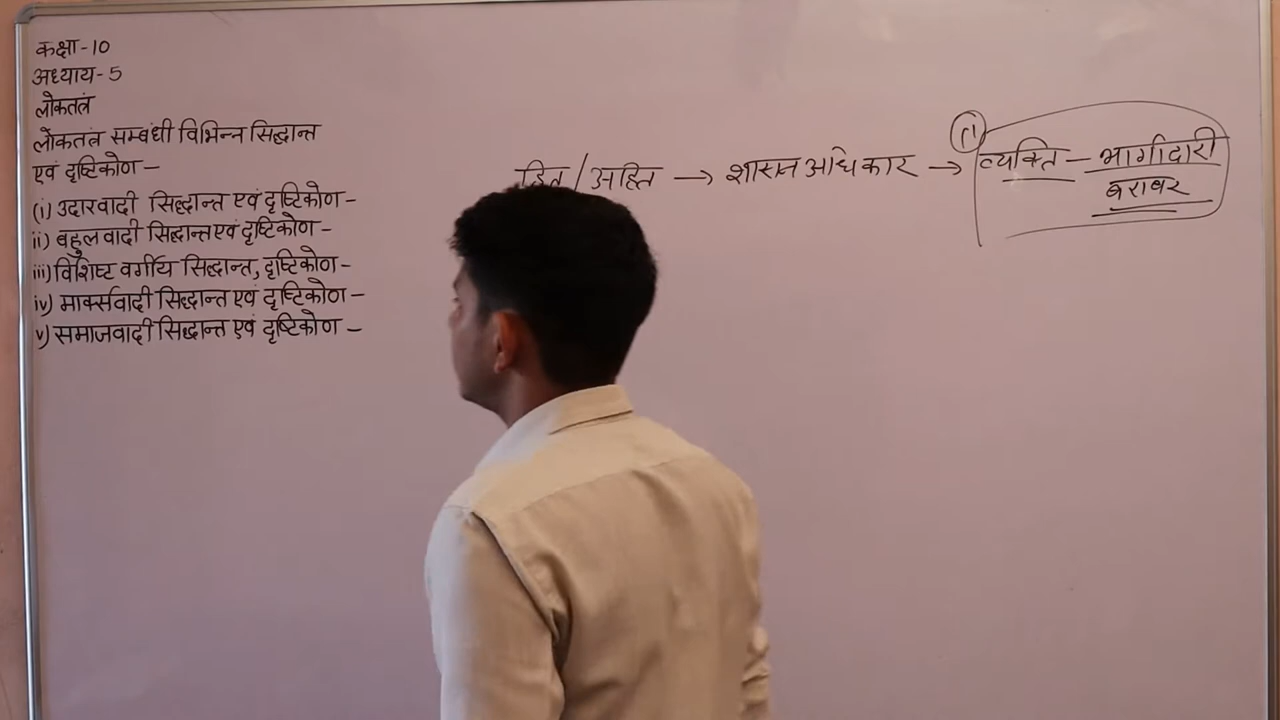 कक्षा-10
अध्याय-5
लोकतंत्र
लोकतंत्र सम्बंधी विभिन्न सिद्धान्त
एवं दृष्टिकोण –
(i) उदारवादी सिद्धान्त एवं दृष्टिकोण –
ii) बहुलवादी सिद्धान्त एवं दृष्टिकोण –
iii) विशिष्ट वर्गीय सिद्धान्त, दृष्टिकोण –
iv) मार्क्सवादी सिद्धान्त एवं दृष्टिकोण –
v) समाजवादी सिद्धान्त एवं दृष्टिकोण –
हित/अहित → शासन अधिकार → (i) व्यक्ति – भागीदारी
बराबर